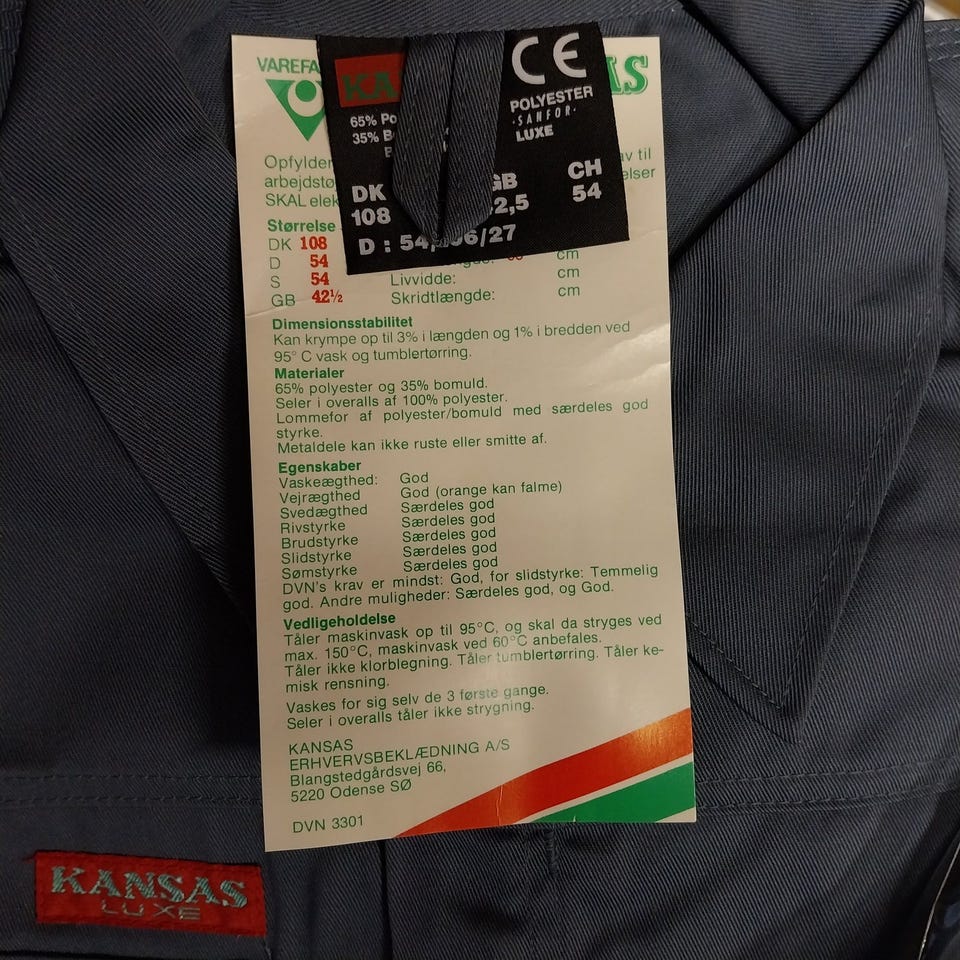 VAREFA
KA
CE
AS
POLYESTER
·SANFOR·
LUXE
65% Po
35% B
Opfylder
av til
arbejdstø
elser
SKAL elek
DK GB CH
108 2,5 54
D : 54, 06/27
Størrelse
DK 108
D 54 cm
S 54 Livvidde: cm
GB 42½ Skridtlængde: cm
Dimensionsstabilitet
Kan krympe op til 3% i længden og 1% i bredden ved
95° C vask og tumblertørring.
Materialer
65% polyester og 35% bomuld.
Seler i overalls af 100% polyester.
Lommefor af polyester/bomuld med særdeles god
styrke.
Metaldele kan ikke ruste eller smitte af.
Egenskaber
Vaskeægthed: God
Vejrægthed God (orange kan falme)
Svedægthed Særdeles god
Rivstyrke Særdeles god
Brudstyrke Særdeles god
Slidstyrke Særdeles god
Sømstyrke Særdeles god
DVN's krav er mindst: God, for slidstyrke: Temmelig
god. Andre muligheder: Særdeles god, og God.
Vedligeholdelse
Tåler maskinvask op til 95°C, og skal da stryges ved
max. 150°C, maskinvask ved 60°C anbefales.
Tåler ikke klorblegning. Tåler tumblertørring. Tåler ke-
misk rensning.
Vaskes for sig selv de 3 første gange.
Seler i overalls tåler ikke strygning.
KANSAS
ERHVERVSBEKLÆDNING A/S
Blangstedgårdsvej 66,
5220 Odense SØ
DVN 3301
KANSAS
LUXE